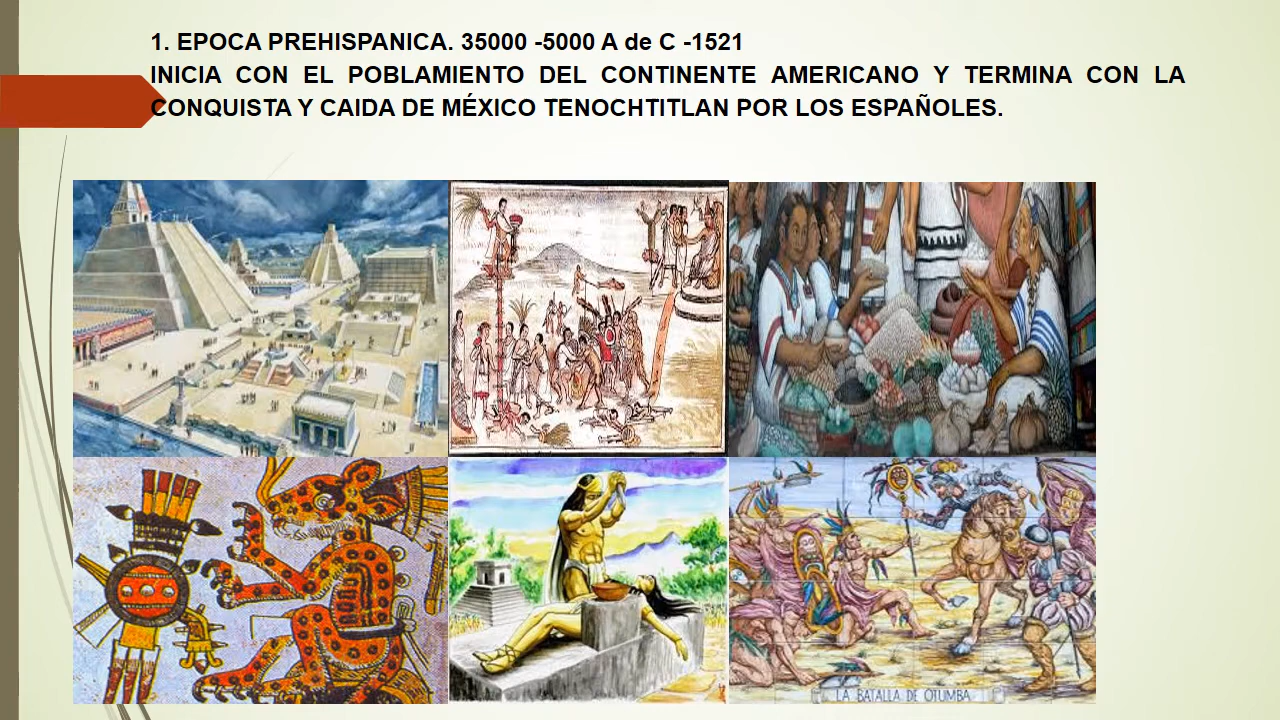 1. EPOCA PREHISPANICA. 35000 -5000 A de C -1521
INICIA CON EL POBLAMIENTO DEL CONTINENTE AMERICANO Y TERMINA CON LA
CONQUISTA Y CAIDA DE MÉXICO TENOCHTITLAN POR LOS ESPAÑOLES.
LA BATALLA DE OTUMBA